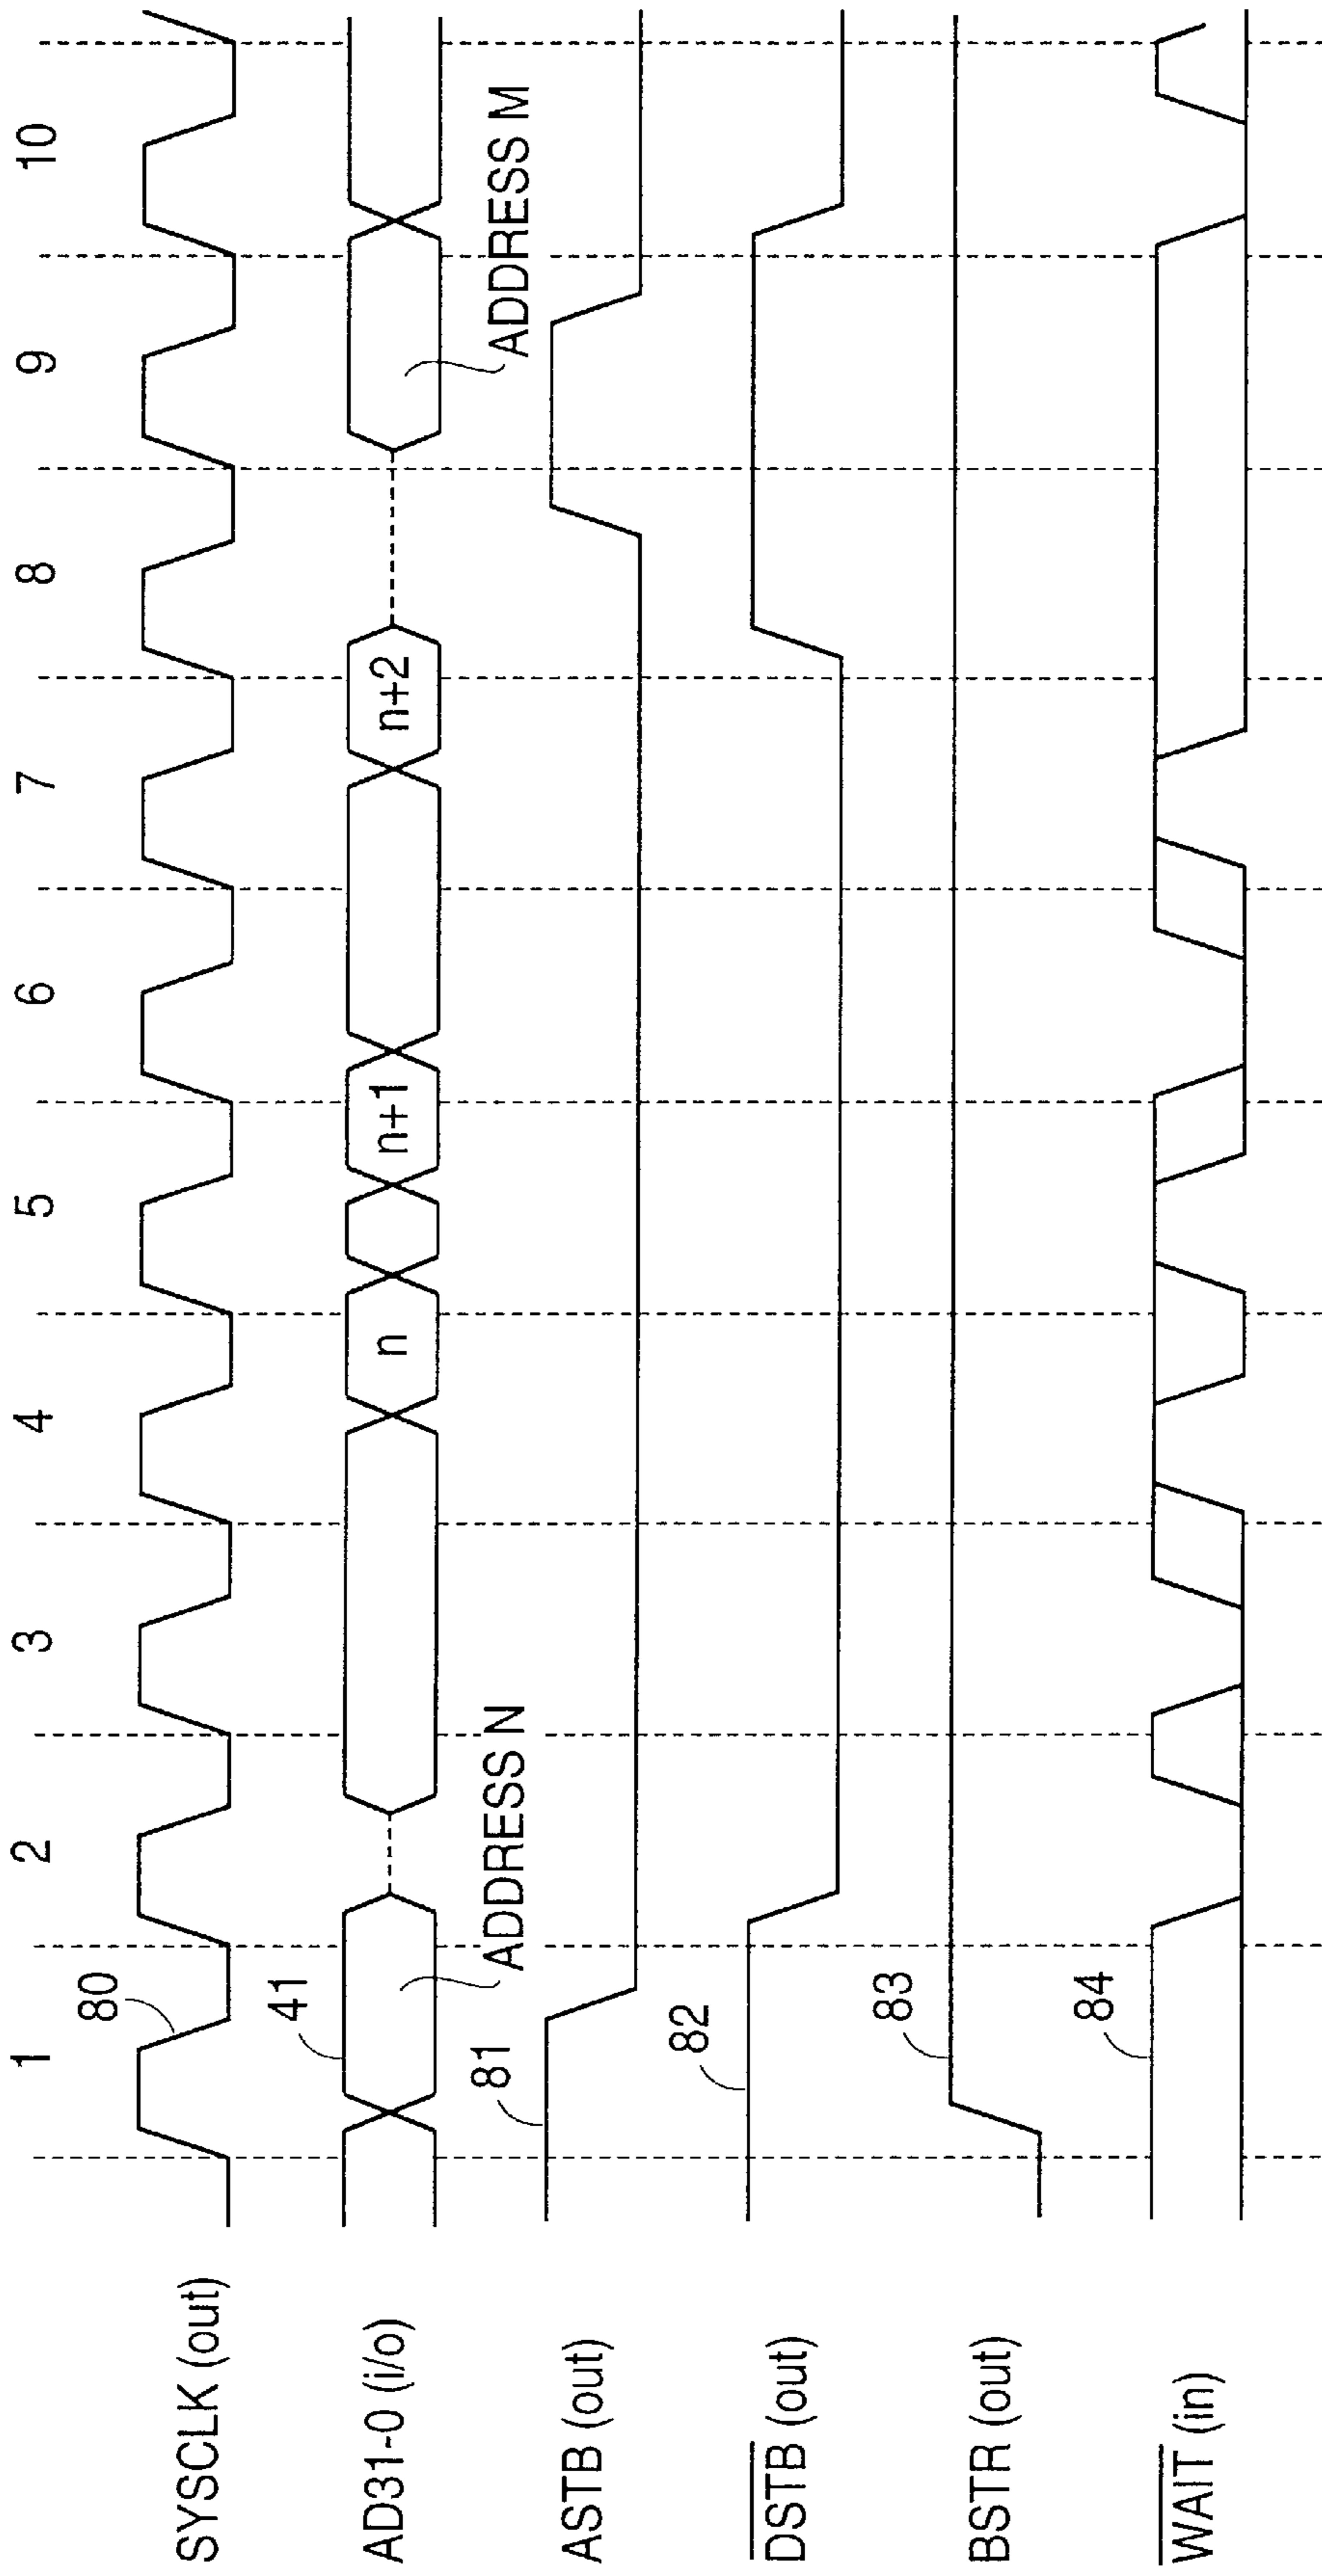 1 2 3 4 5 6 7 8 9 10
SYSCLK (out) 80
AD31-0 (i/o) 41 n n+1 n+2
ADDRESS N ADDRESS M
ASTB (out) 81
DSTB (out) 82
BSTR (out) 83
WAIT (in) 84